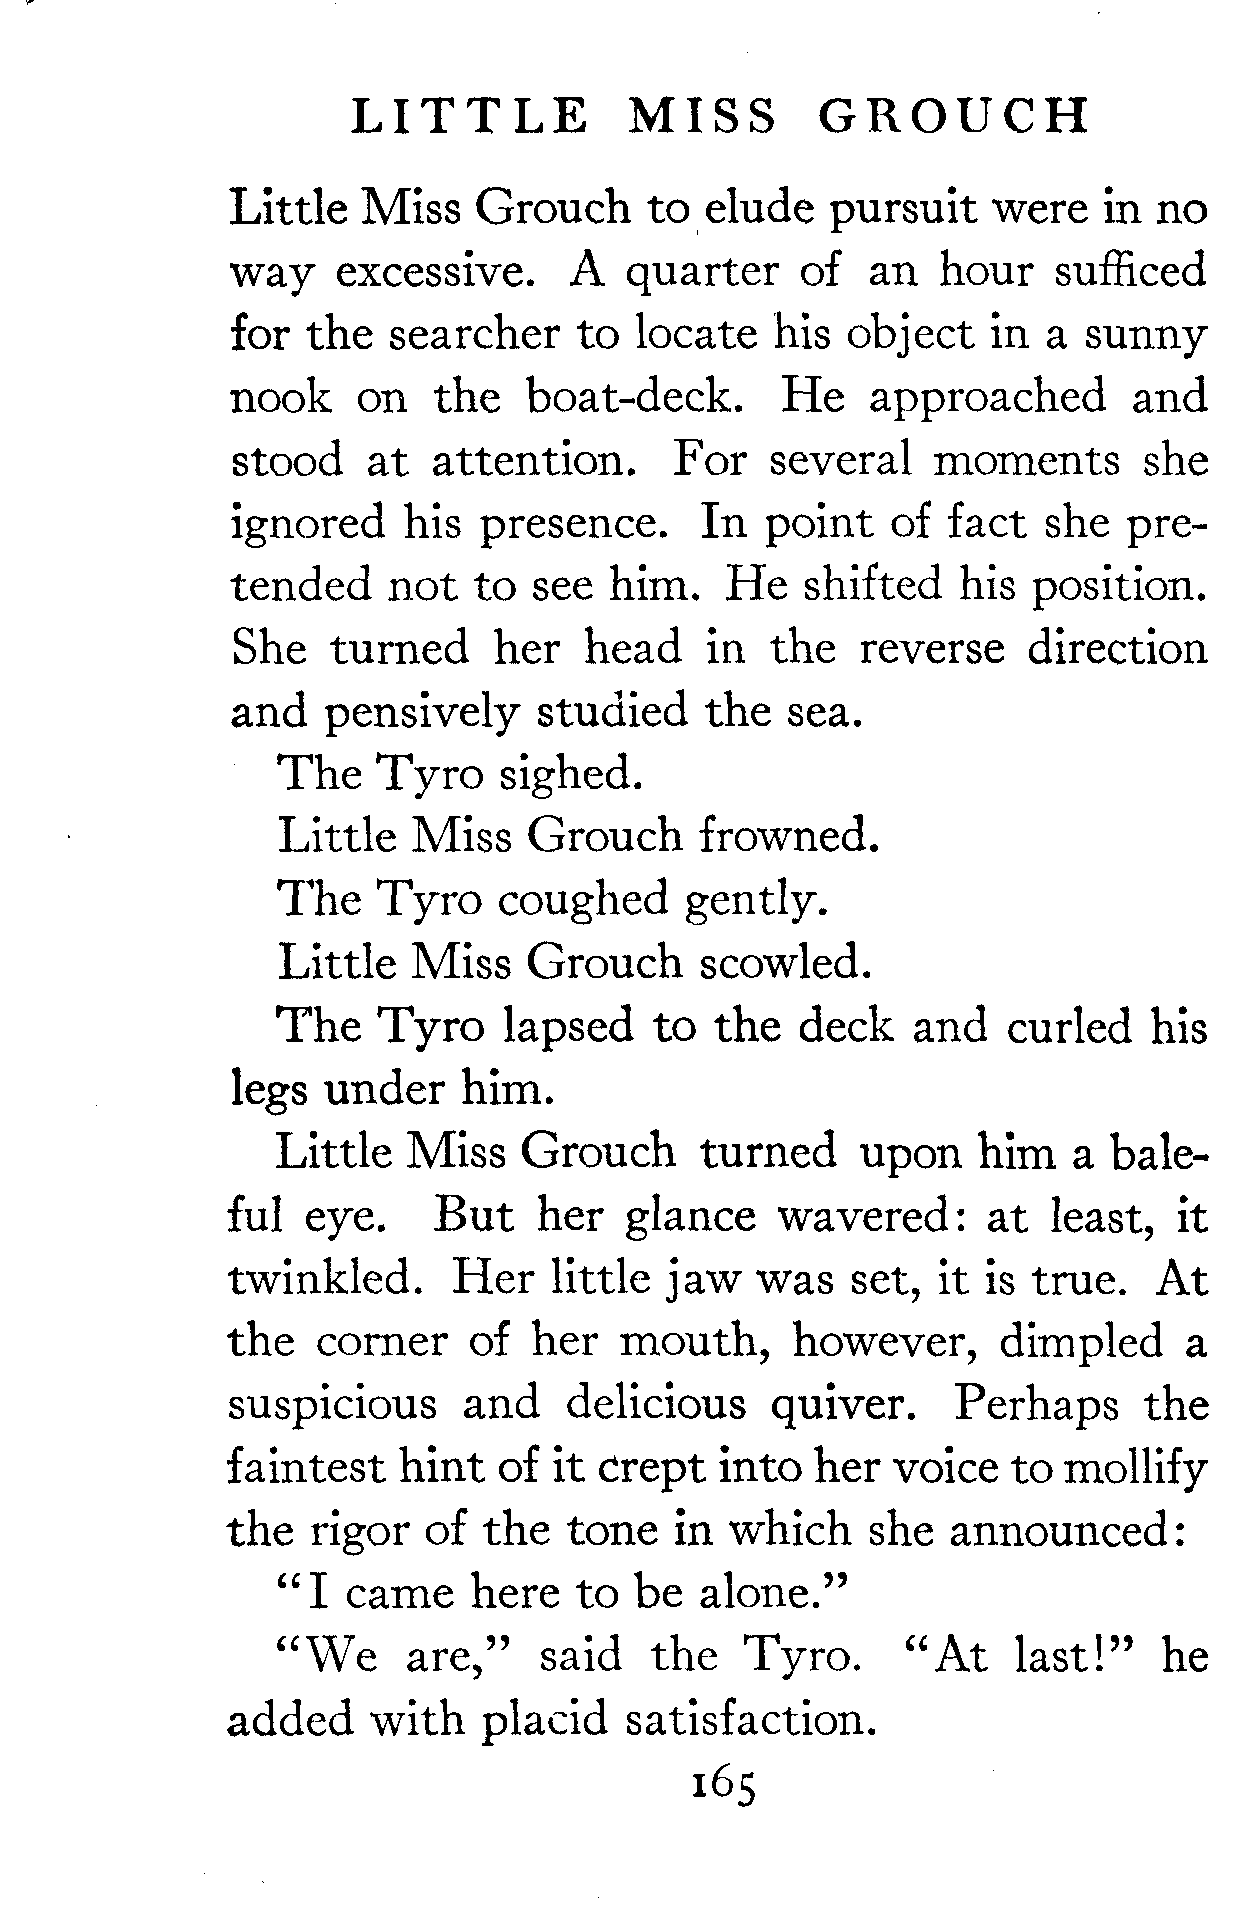 LITTLE MISS GROUCH
Little Miss Grouch to elude pursuit were in no
way excessive. A quarter of an hour sufficed
for the searcher to locate his object in a sunny
nook on the boat-deck. He approached and
stood at attention. For several moments she
ignored his presence. In point of fact she pre-
tended not to see him. He shifted his position.
She turned her head in the reverse direction
and pensively studied the sea.
The Tyro sighed.
Little Miss Grouch frowned.
The Tyro coughed gently.
Little Miss Grouch scowled.
The Tyro lapsed to the deck and curled his
legs under him.
Little Miss Grouch turned upon him a bale-
ful eye. But her glance wavered: at least, it
twinkled. Her little jaw was set, it is true. At
the corner of her mouth, however, dimpled a
suspicious and delicious quiver. Perhaps the
faintest hint of it crept into her voice to mollify
the rigor of the tone in which she announced:
“I came here to be alone.”
“We are,” said the Tyro. “At last!” he
added with placid satisfaction.
165